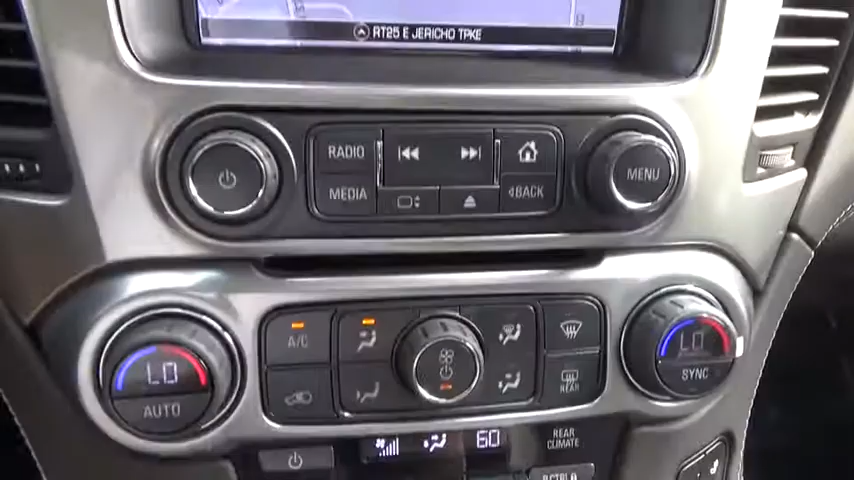 RT25 E JERICHO TPKE
RADIO
MENU
MEDIA
BACK
A/C
LO
LO
SYNC
AUTO
REAR
60
REAR
CLIMATE